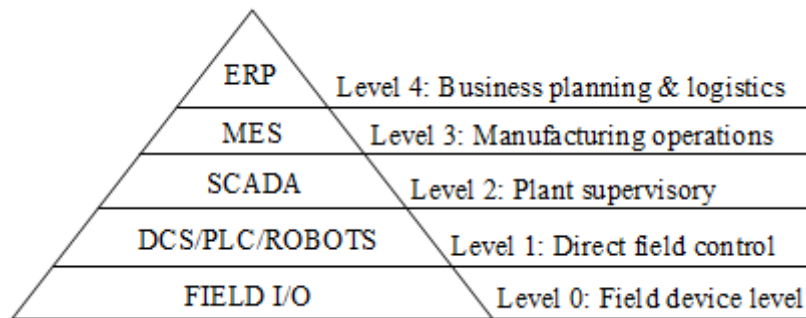 ERP
Level 4: Business planning & logistics
MES
Level 3: Manufacturing operations
SCADA
Level 2: Plant supervisory
DCS/PLC/ROBOTS
Level 1: Direct field control
FIELD I/O
Level 0: Field device level